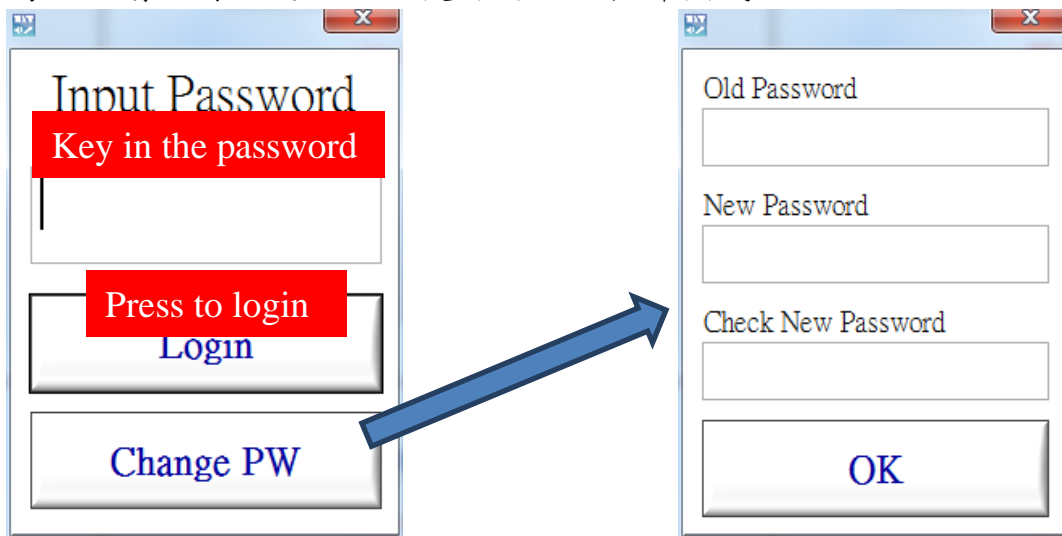 Input Password
Key in the password
Press to login
Login
Change PW
Old Password
New Password
Check New Password
OK